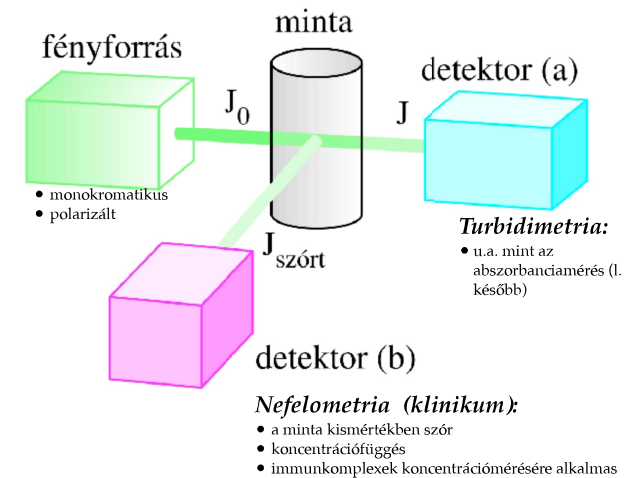 minta
fényforrás
detektor (a)
J0
J
• monokromatikus
• polarizált
Turbidimetria:
• u.a. mint az
abszorbanciamérés (l.
később)
Jszórt
detektor (b)
Nefelometria (klinikum):
• a minta kismértékben szór
• koncentrációfüggés
• immunkomplexek koncentrációmérésére alkalmas